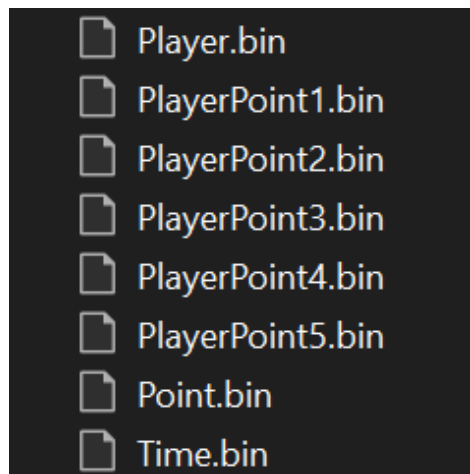 Player.bin
PlayerPoint1.bin
PlayerPoint2.bin
PlayerPoint3.bin
PlayerPoint4.bin
PlayerPoint5.bin
Point.bin
Time.bin